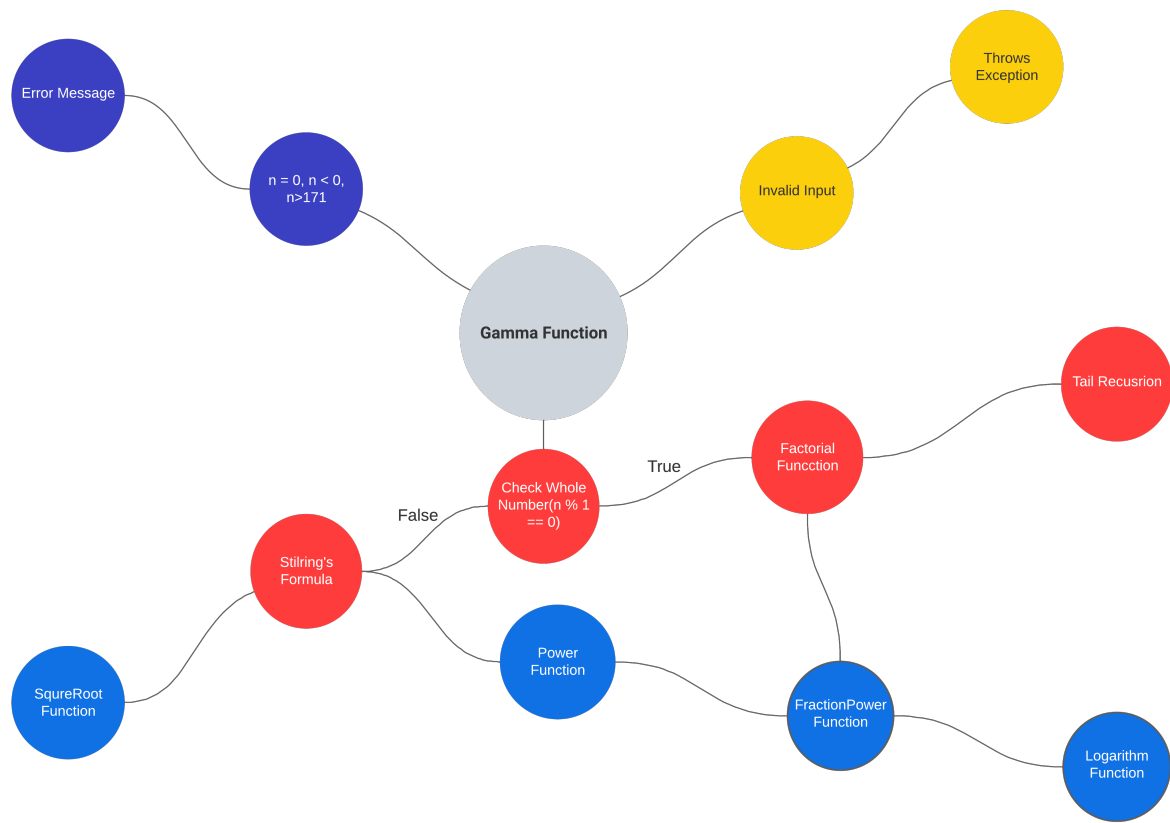 Throws
Exception
Error Message
n = 0, n < 0,
n>171
Invalid Input
Gamma Function
Tail Recusrion
Factorial
Funcction
True
Check Whole
Number(n % 1
== 0)
False
Stilring's
Formula
Power
Function
SqureRoot
Function
FractionPower
Function
Logarithm
Function